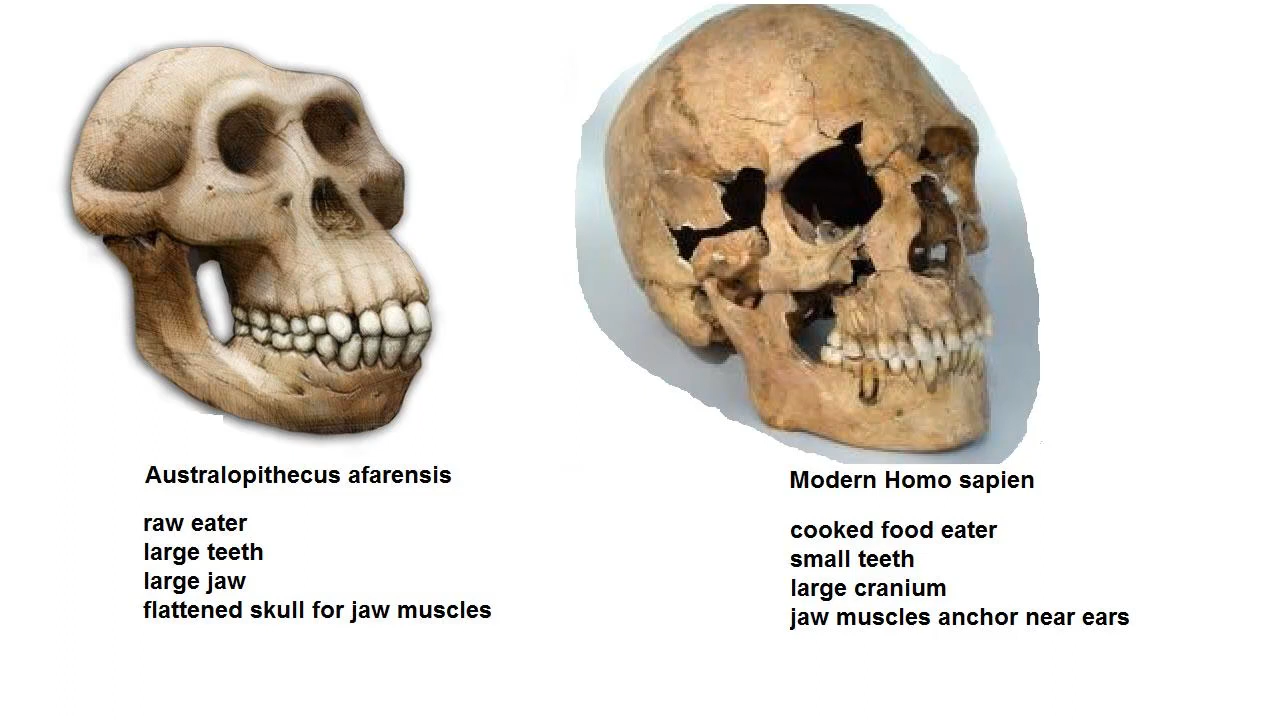 Australopithecus afarensis
raw eater
large teeth
large jaw
flattened skull for jaw muscles
Modern Homo sapien
cooked food eater
small teeth
large cranium
jaw muscles anchor near ears